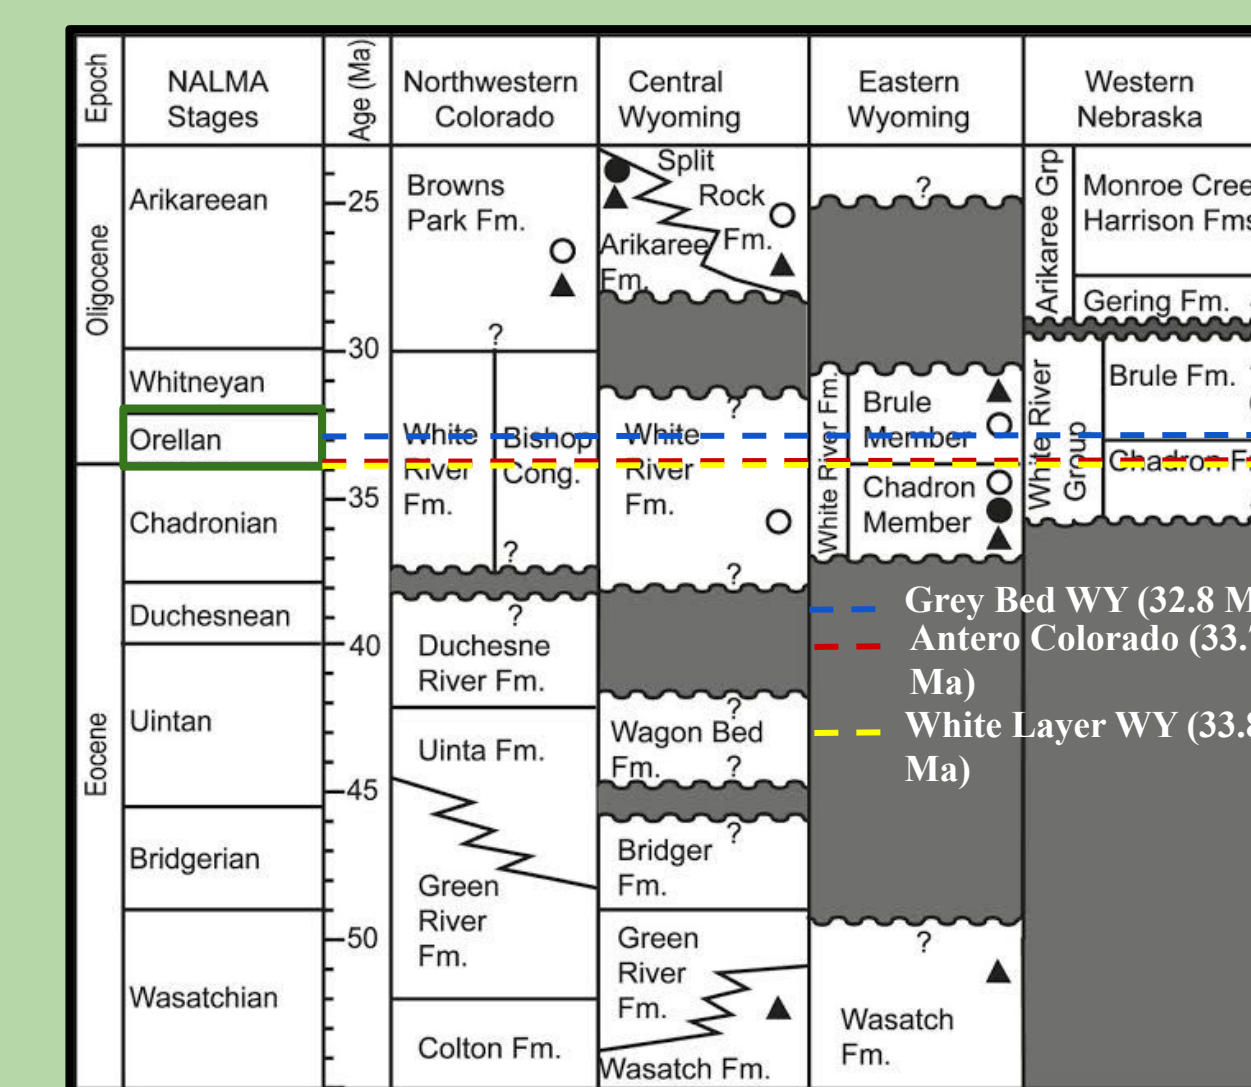 Epoch
NALMA
Stages
Age (Ma)
Northwestern
Colorado
Central
Wyoming
Eastern
Wyoming
Western
Nebraska
Oligocene
Eocene
Arikareean
Whitneyan
Orellan
Chadronian
Duchesnean
Uintan
Bridgerian
Wasatchian
25
30
35
40
45
50
Browns
Park Fm.
?
White
River
Fm.
Bishop
Cong.
?
?
Duchesne
River Fm.
Uinta Fm.
Green
River
Fm.
Colton Fm.
Split
Rock
Fm.
Arikaree
Fm.
?
White
River
Fm.
?
?
Wagon Bed
Fm. ?
?
Bridger
Fm.
Green
River
Fm.
Wasatch Fm.
?
White River Fm.
Brule
Member
Chadron
Member
?
Wasatch
Fm.
Arikaree Grp
Monroe Cree
Harrison Fms
Gering Fm.
White River
Group
Brule Fm.
Chadron F
Grey Bed WY (32.8 M
Antero Colorado (33.7
Ma)
White Layer WY (33.8
Ma)